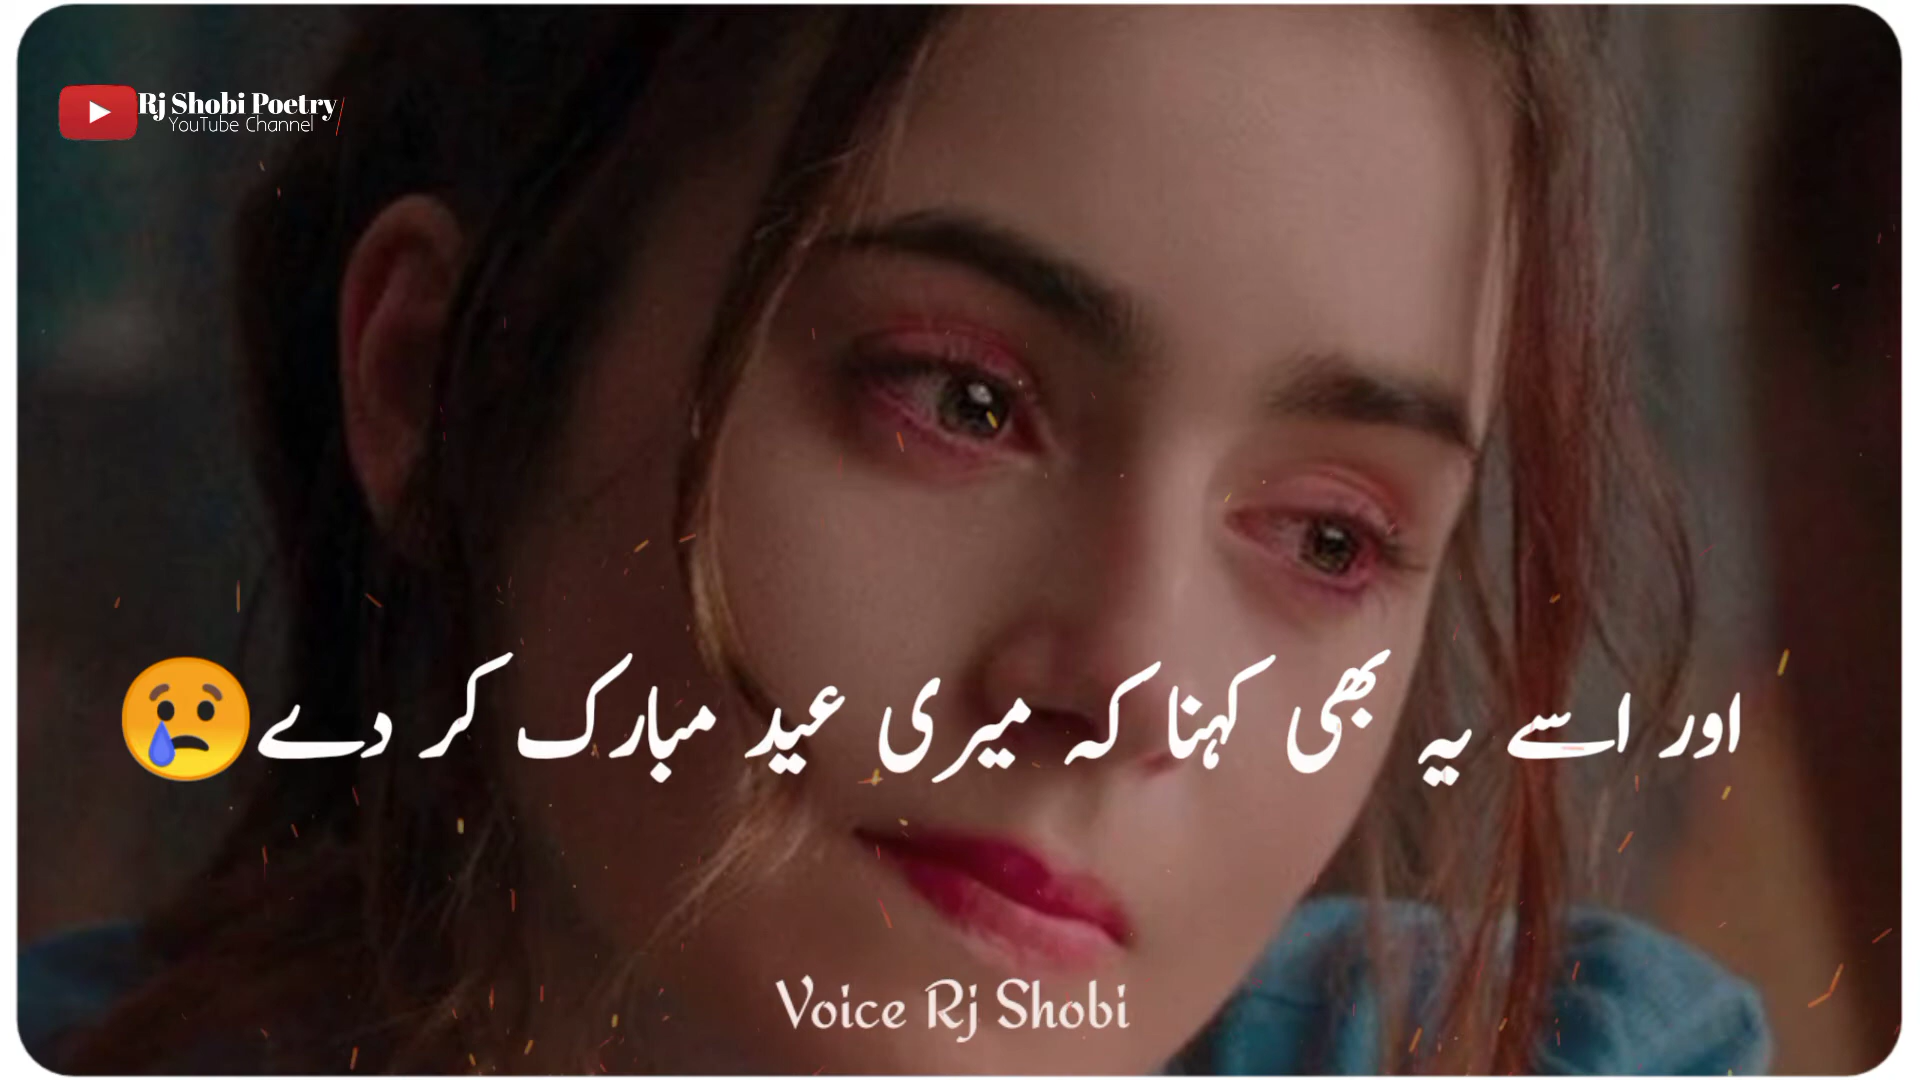 Rj Shobi Poetry
YouTube Channel
اور اسے یہ بھی کہنا کہ میری عید مبارک کر دے😢
Voice Rj Shobi